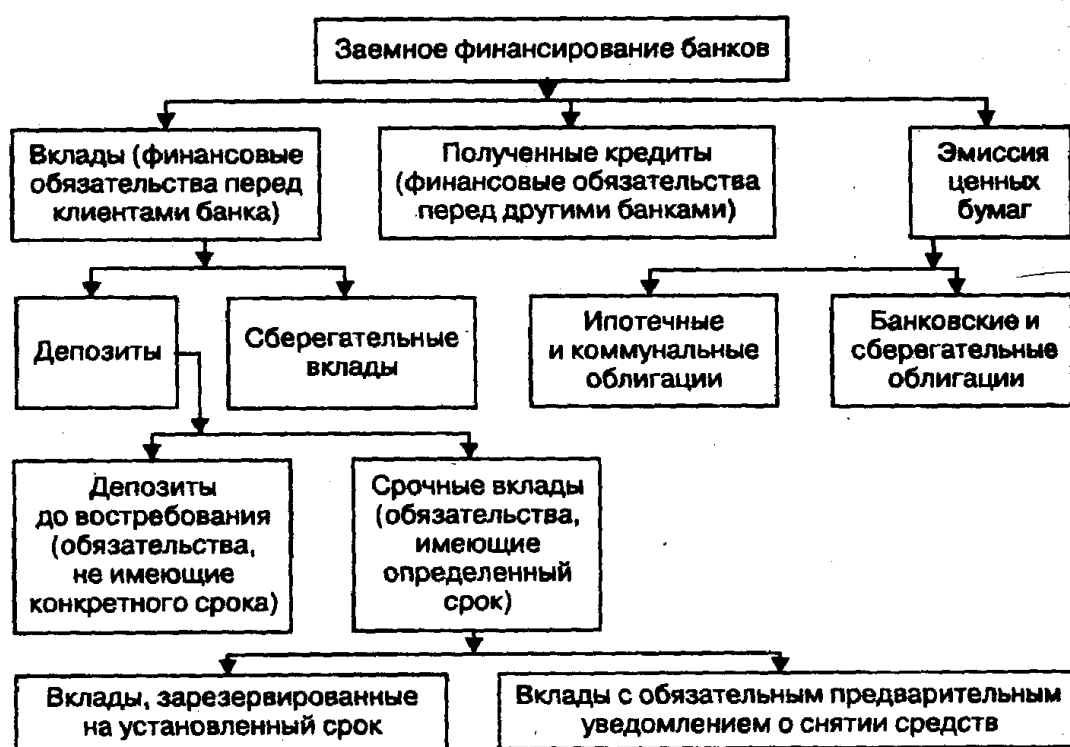 Заемное финансирование банков
Вклады (финансовые
обязательства перед
клиентами банка)
Полученные кредиты
(финансовые обязательства
перед другими банками)
Эмиссия
ценных
бумаг
Депозиты
Сберегательные
вклады
Ипотечные
и коммунальные
облигации
Банковские и
сберегательные
облигации
Депозиты
до востребования
(обязательства,
не имеющие
конкретного срока)
Срочные вклады
(обязательства,
имеющие
определенный
срок)
Вклады, зарезервированные
на установленный срок
Вклады с обязательным предварительным
уведомлением о снятии средств